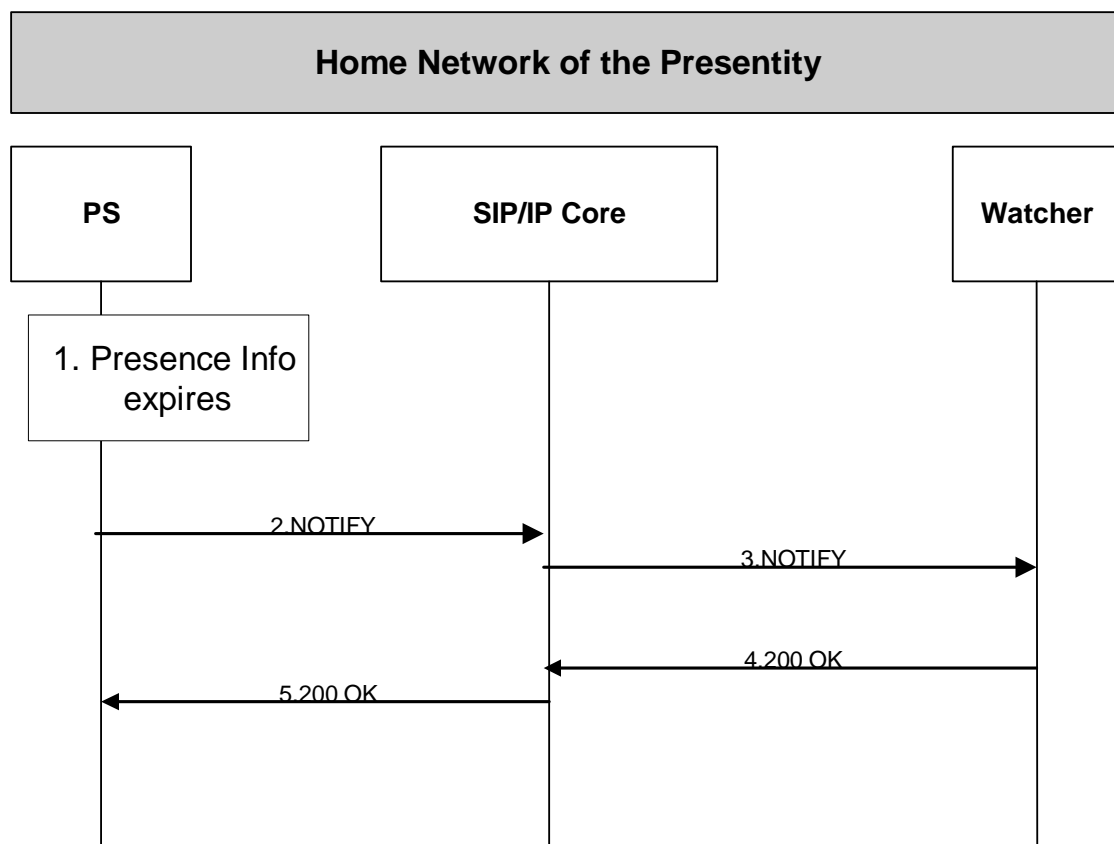 Home Network of the Presentity
PS
SIP/IP Core
Watcher
1. Presence Info
expires
2.NOTIFY
3.NOTIFY
4.200 OK
5.200 OK